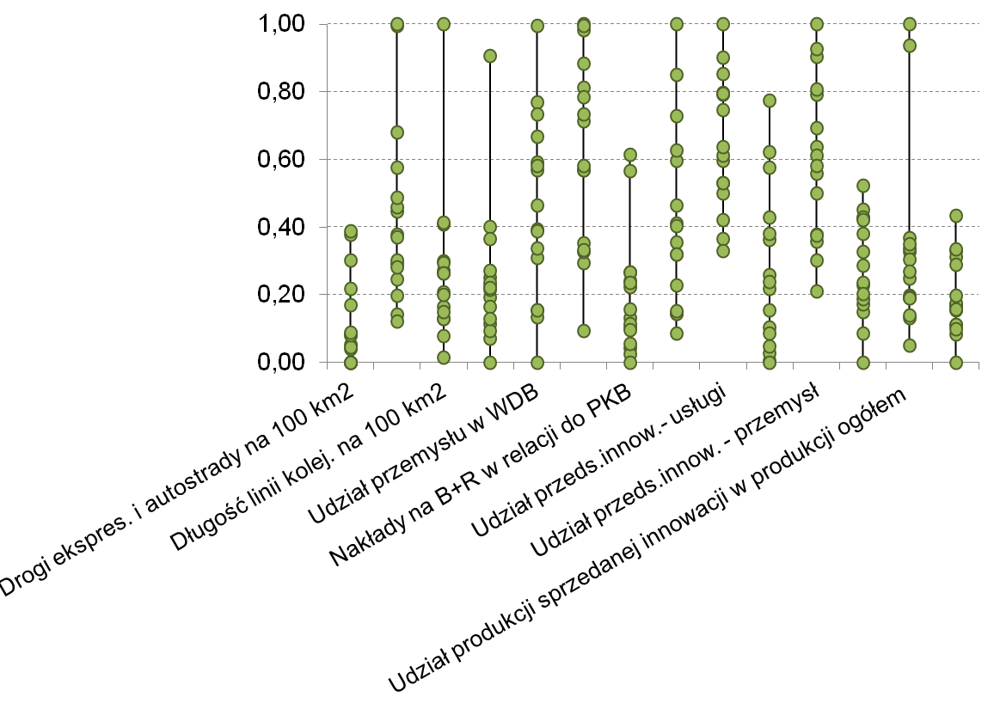 1,00
0,80
0,60
0,40
0,20
0,00
Drogi ekspres. i autostrady na 100 km2
Długość linii kolej. na 100 km2
Udział przemysłu w WDB
Nakłady na B+R w relacji do PKB
Udział przeds.innow.- usługi
Udział przeds.innow. - przemysł
Udział produkcji sprzedanej innowacji w produkcji ogółem